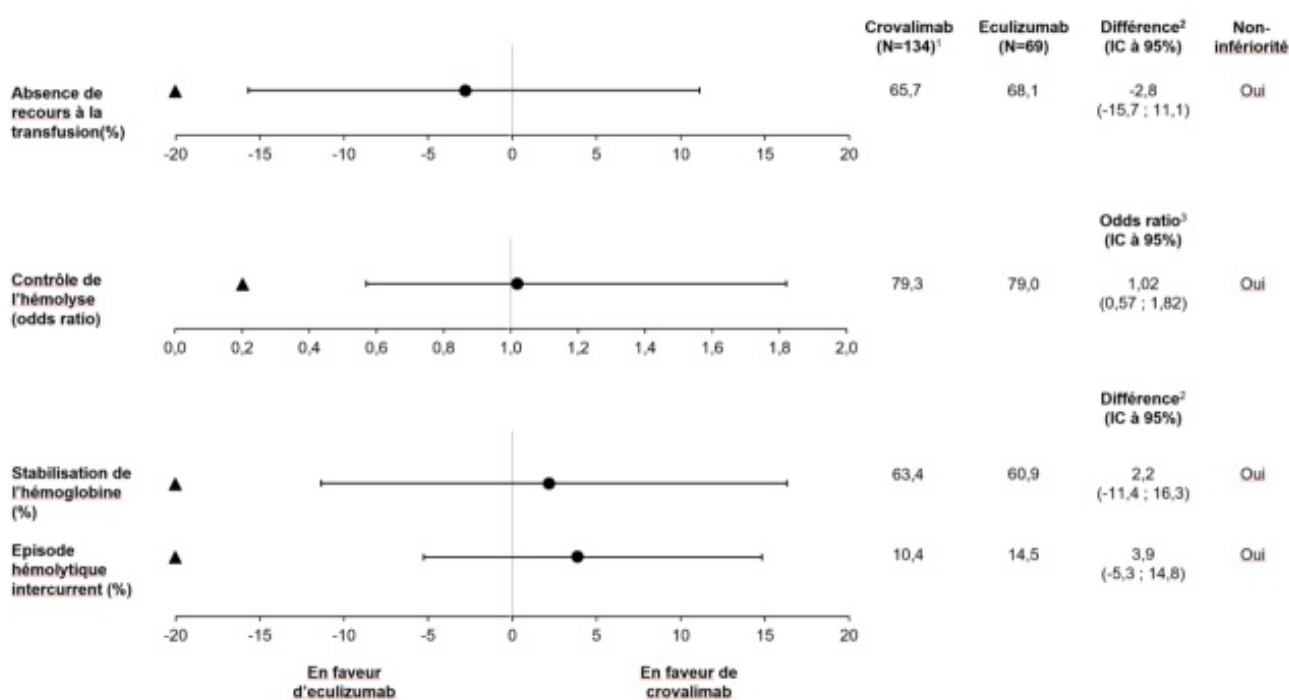 Crovalimab
(N=134)¹
Eculizumab
(N=69)
Différence²
(IC à 95%)
Non-
infériorité
Absence de
recours à la
transfusion(%)
65,7
68,1
-2,8
(-15,7 ; 11,1)
Oui
-20 -15 -10 -5 0 5 10 15 20
Odds ratio³
(IC à 95%)
Contrôle de
l'hémolyse
(odds ratio)
79,3
79,0
1,02
(0,57 ; 1,82)
Oui
0,0 0,2 0,4 0,6 0,8 1,0 1,2 1,4 1,6 1,8 2,0
Différence²
(IC à 95%)
Stabilisation de
l'hémoglobine
(%)
63,4
60,9
2,2
(-11,4 ; 16,3)
Oui
Episode
hémolytique
intercurrent (%)
10,4
14,5
3,9
(-5,3 ; 14,8)
Oui
-20 -15 -10 -5 0 5 10 15 20
En faveur
d'eculizumab
En faveur de
crovalimab